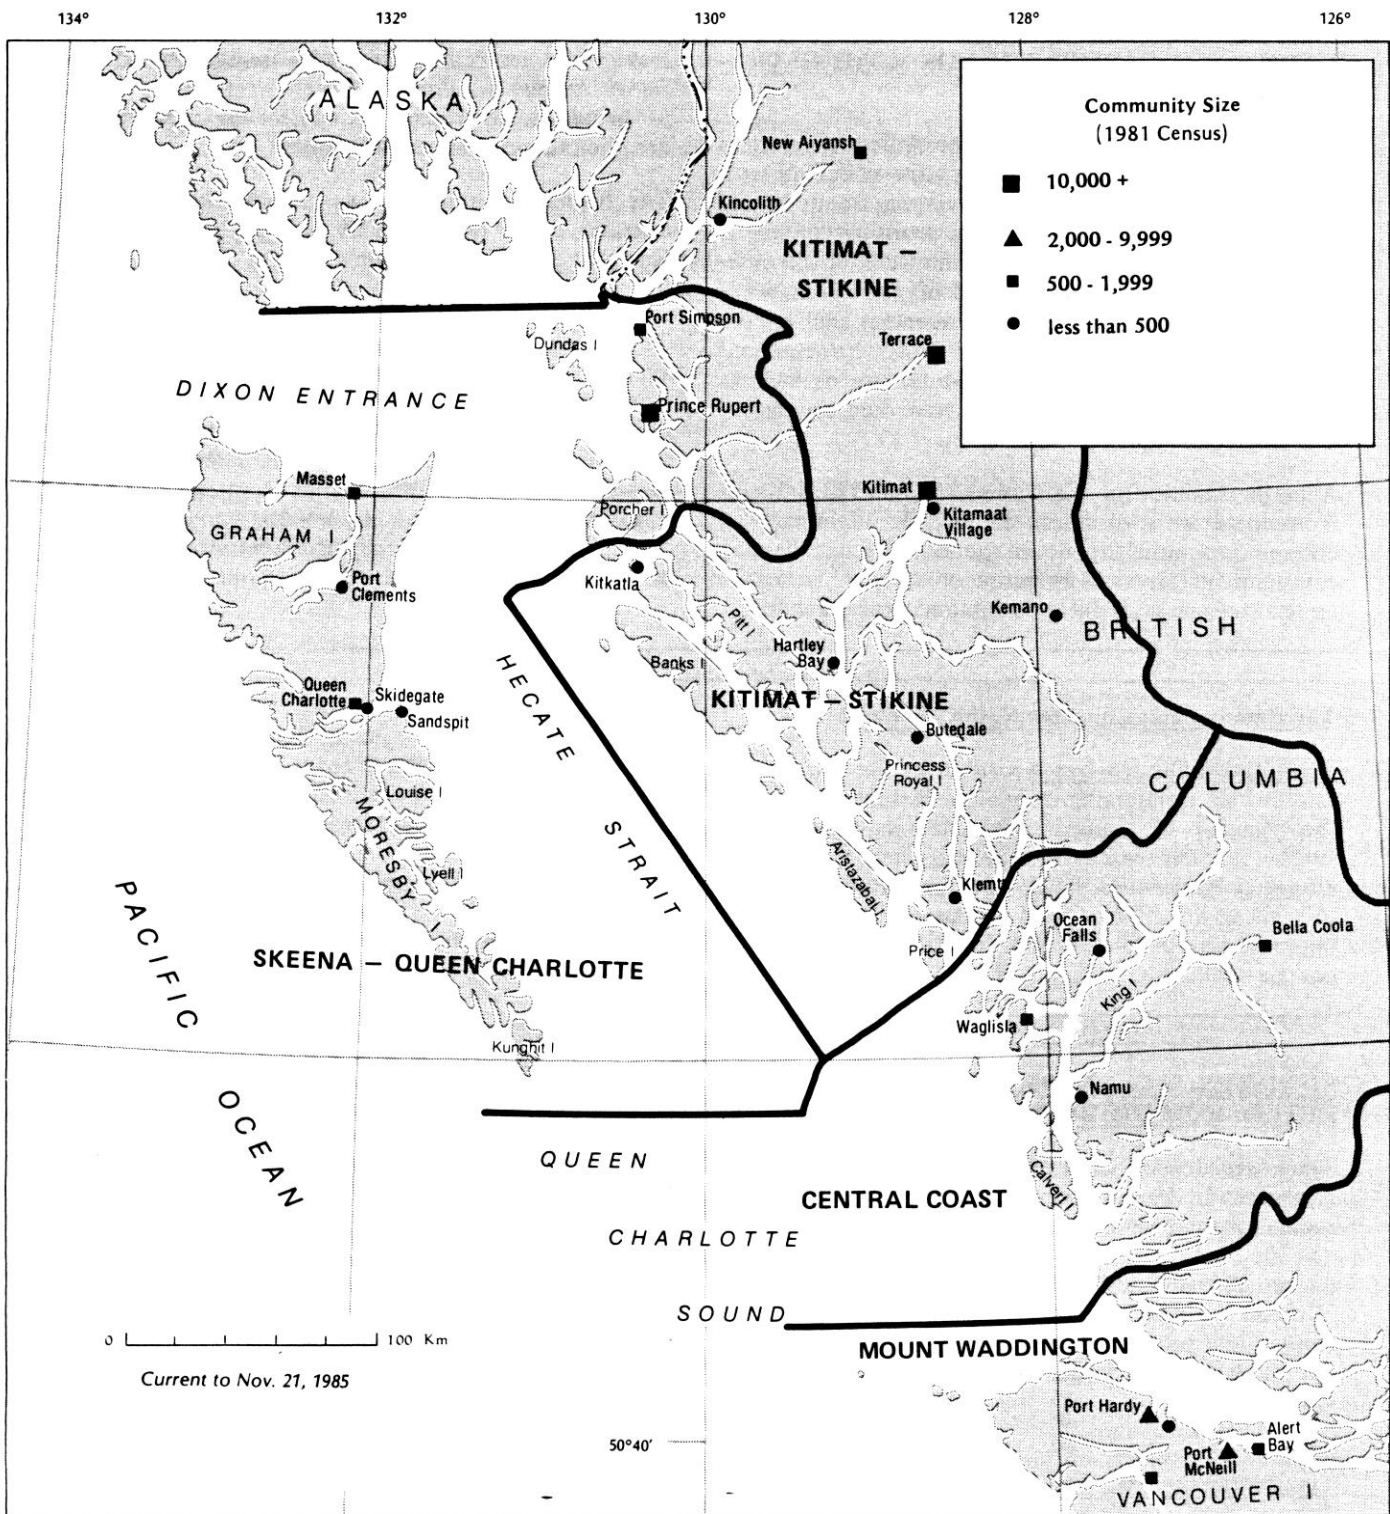 134° 132° 130° 128° 126°
ALASKA
Community Size
(1981 Census)
10,000 +
2,000 - 9,999
500 - 1,999
less than 500
New Aiyansh
Kincolith
KITIMAT –
STIKINE
Port Simpson
Dundas I
Terrace
DIXON ENTRANCE
Prince Rupert
Masset
Kitimat
Porcher I
Kitamaat
Village
GRAHAM I
Kitkatla
Port
Clements
Kemano
Pitt I
BRITISH
Hartley
Bay
Banks I
HECATE
Queen
Charlotte
Skidegate
Sandspit
KITIMAT – STIKINE
Butedale
Princess
Royal I
COLUMBIA
Louise I
MORESBY I
STRAIT
Lyell I
Aristazabal I
Klemt
PACIFIC
Ocean
Falls
Bella Coola
Price I
SKEENA – QUEEN CHARLOTTE
King I
Waglisla
Kunghit I
Namu
OCEAN
QUEEN
Calvert I
CENTRAL COAST
CHARLOTTE
SOUND
0 100 Km
MOUNT WADDINGTON
Current to Nov. 21, 1985
Port Hardy
50°40'
Alert
Bay
Port
McNeill
VANCOUVER I